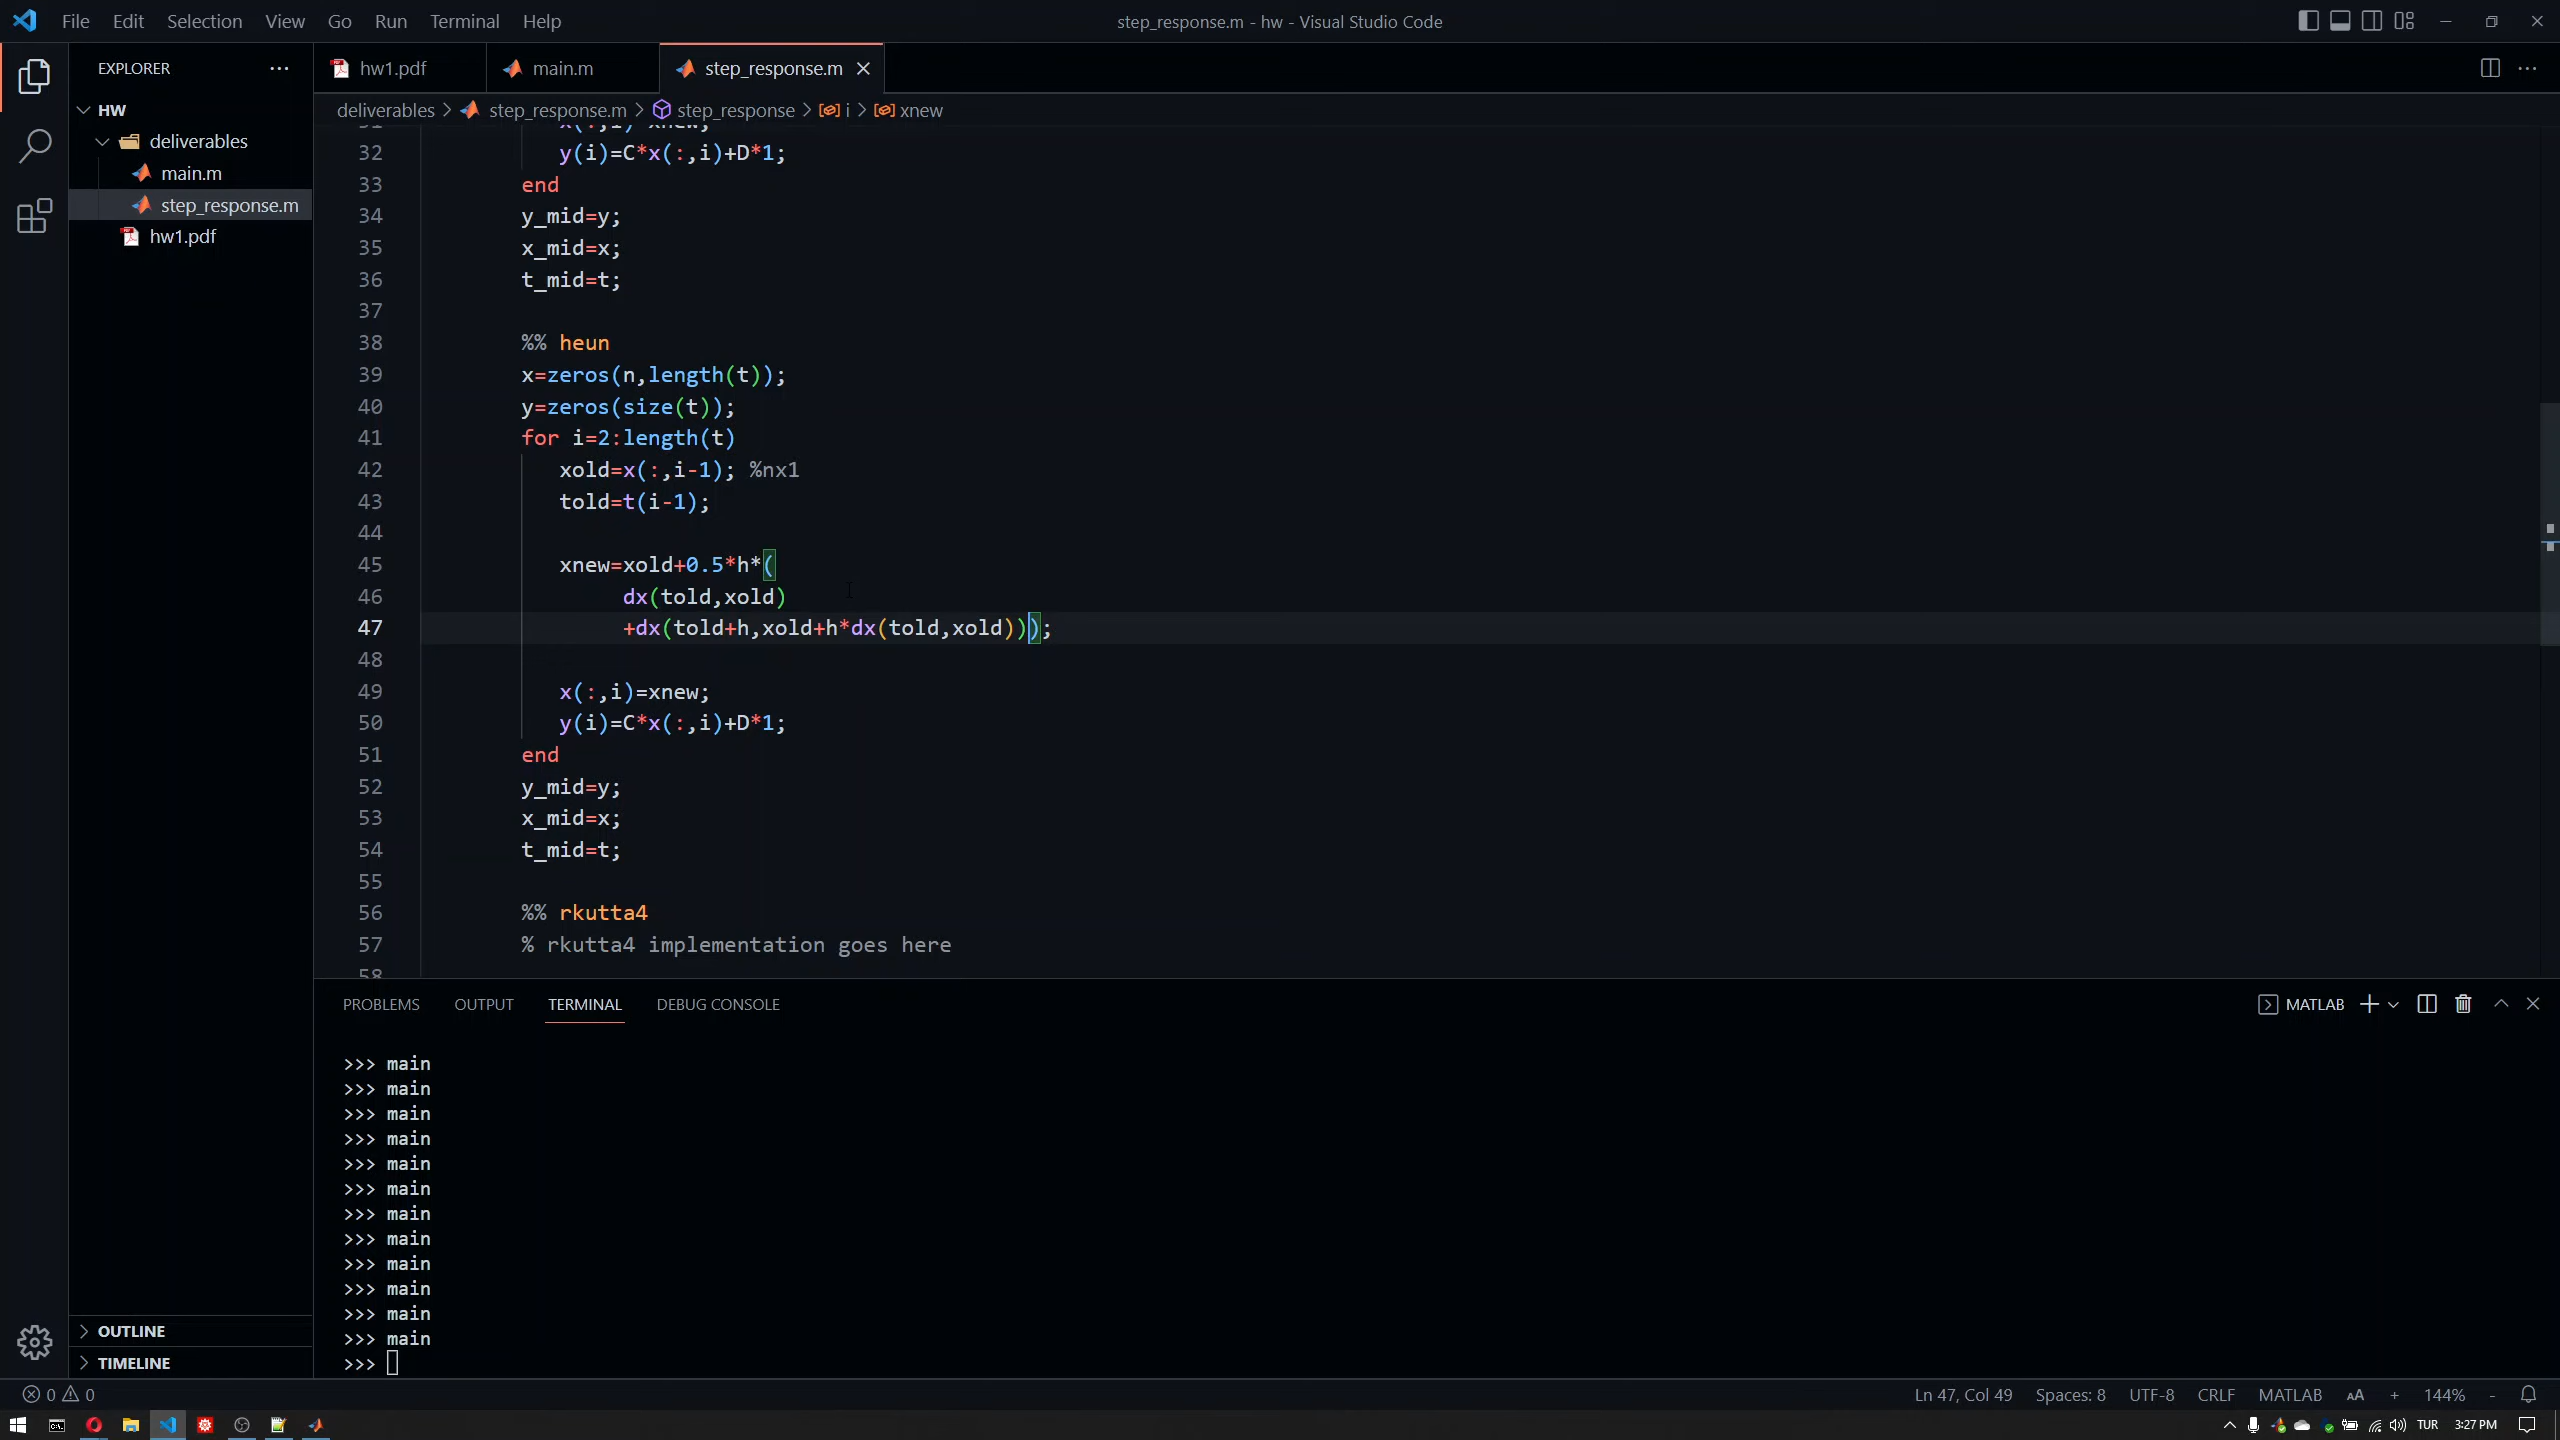 File Edit Selection View Go Run Terminal Help
step_response.m - hw - Visual Studio Code
EXPLORER
hw1.pdf
main.m
step_response.m
HW
deliverables
main.m
step_response.m
hw1.pdf
deliverables > step_response.m > step_response > i > xnew
32 y(i)=C*x(:,i)+D*1;
33 end
34 y_mid=y;
35 x_mid=x;
36 t_mid=t;
37
38 %% heun
39 x=zeros(n,length(t));
40 y=zeros(size(t));
41 for i=2:length(t)
42 xold=x(:,i-1); %nx1
43 told=t(i-1);
44
45 xnew=xold+0.5*h*(
46 dx(told,xold)
47 +dx(told+h,xold+h*dx(told,xold)));
48
49 x(:,i)=xnew;
50 y(i)=C*x(:,i)+D*1;
51 end
52 y_mid=y;
53 x_mid=x;
54 t_mid=t;
55
56 %% rkutta4
57 % rkutta4 implementation goes here
58
PROBLEMS OUTPUT TERMINAL DEBUG CONSOLE
MATLAB
>>> main
>>> main
>>> main
>>> main
>>> main
>>> main
>>> main
>>> main
>>> main
>>> main
>>> main
>>> main
>>>
OUTLINE
TIMELINE
0 0
Ln 47, Col 49 Spaces: 8 UTF-8 CRLF MATLAB AA + 144% -
TUR 3:27 PM